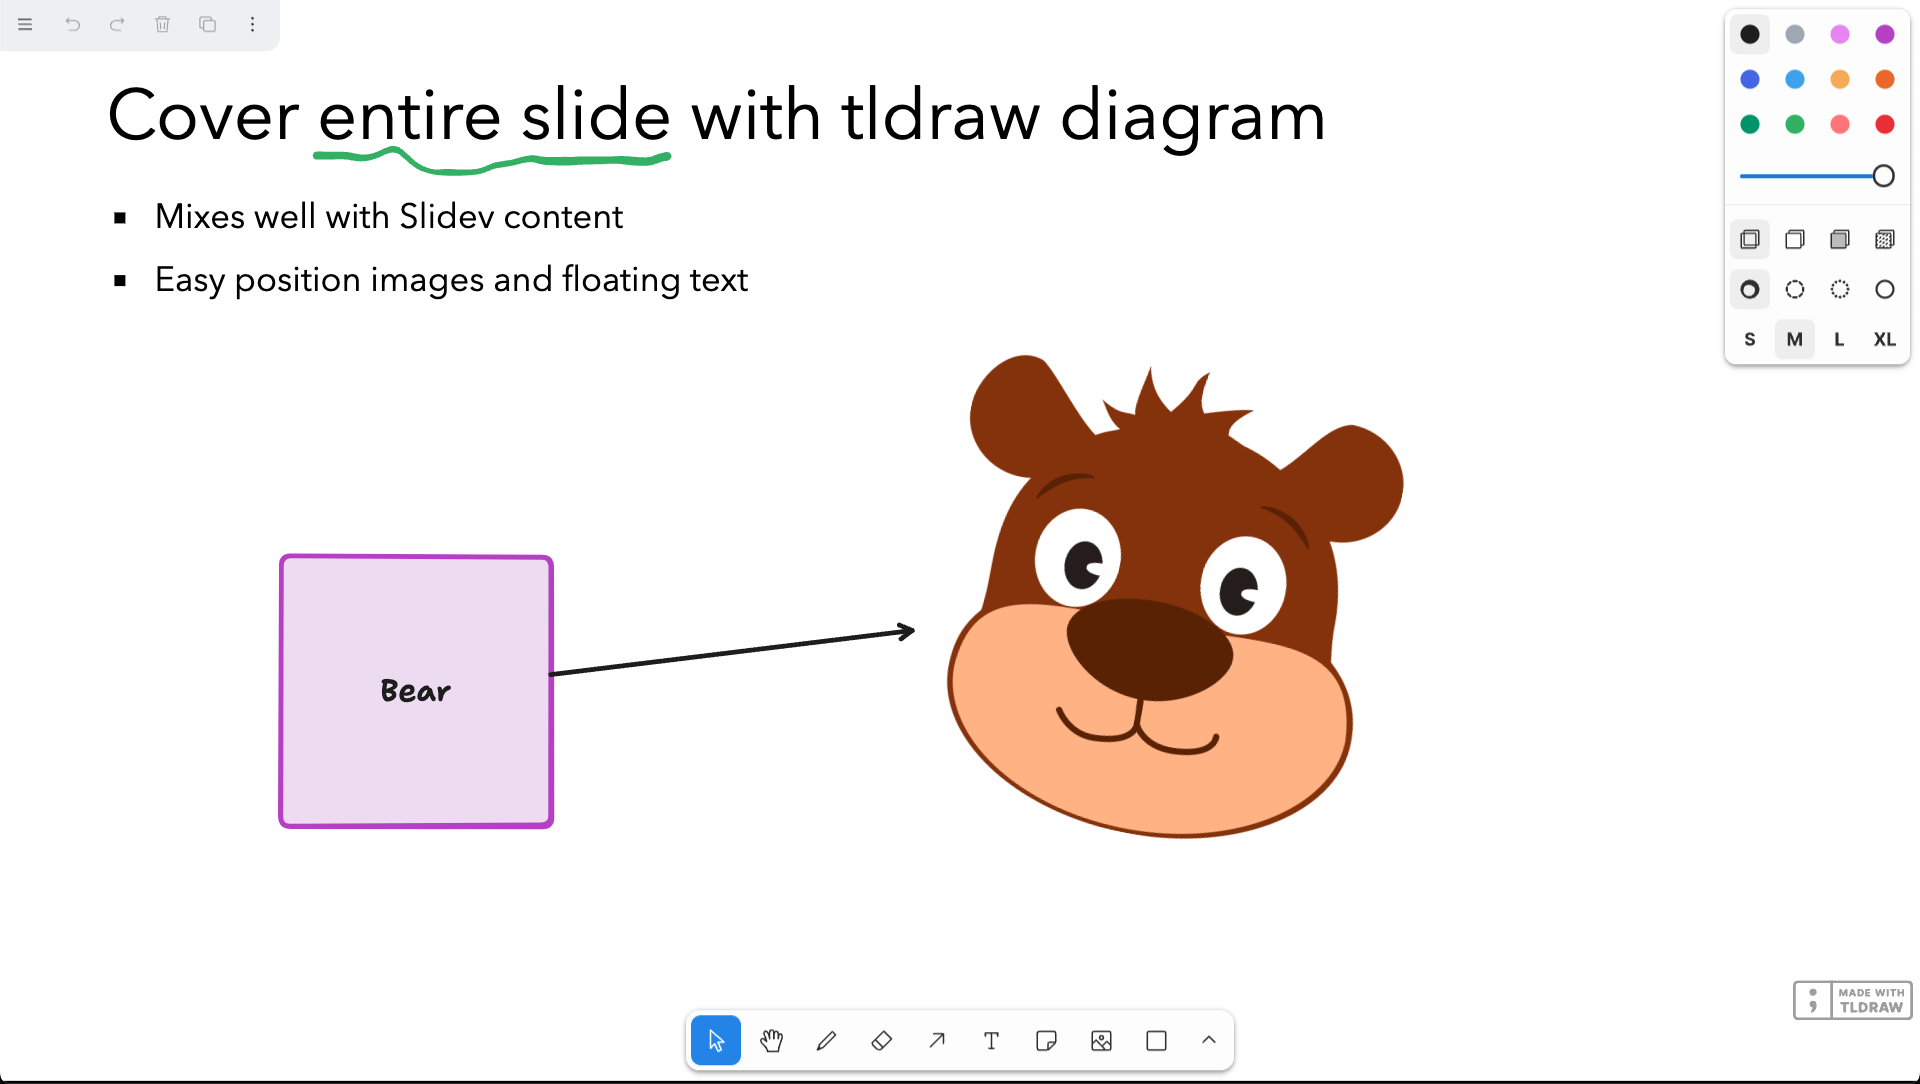 Cover entire slide with tldraw diagram
Mixes well with Slidev content
Easy position images and floating text
S M L XL
Bear
MADE WITH
TLDRAW
T